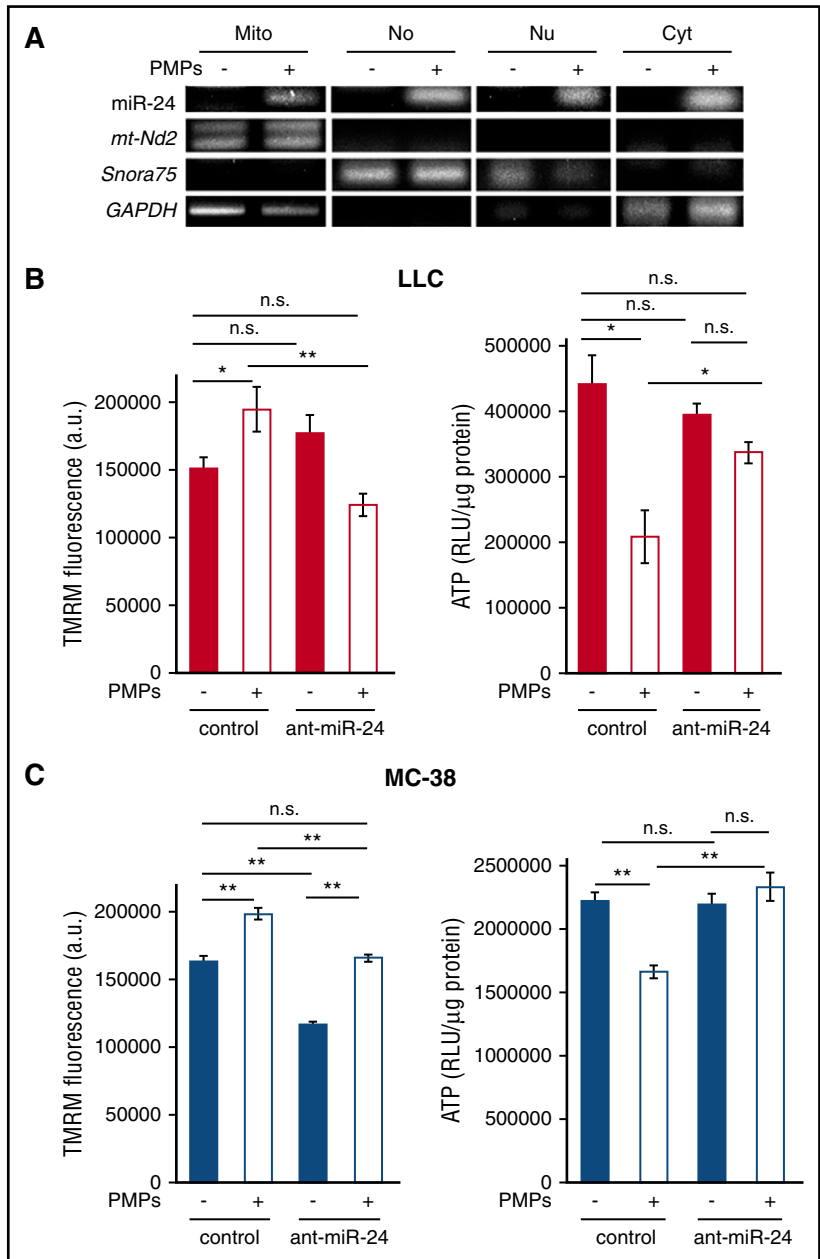 A
Mito No Nu Cyt
PMPs - + - + - + - +
miR-24
mt-Nd2
Snora75
GAPDH
B
LLC
n.s.
n.s.
* **
TMRM fluorescence (a.u.)
200000
150000
100000
50000
0
PMPs - + - +
control ant-miR-24
n.s.
n.s.
* n.s.
*
ATP (RLU/µg protein)
500000
400000
300000
200000
100000
0
PMPs - + - +
control ant-miR-24
C
MC-38
n.s.
**
**
** **
TMRM fluorescence (a.u.)
200000
150000
100000
50000
0
PMPs - + - +
control ant-miR-24
n.s. n.s.
** **
ATP (RLU/µg protein)
2500000
2000000
1500000
1000000
500000
0
PMPs - + - +
control ant-miR-24